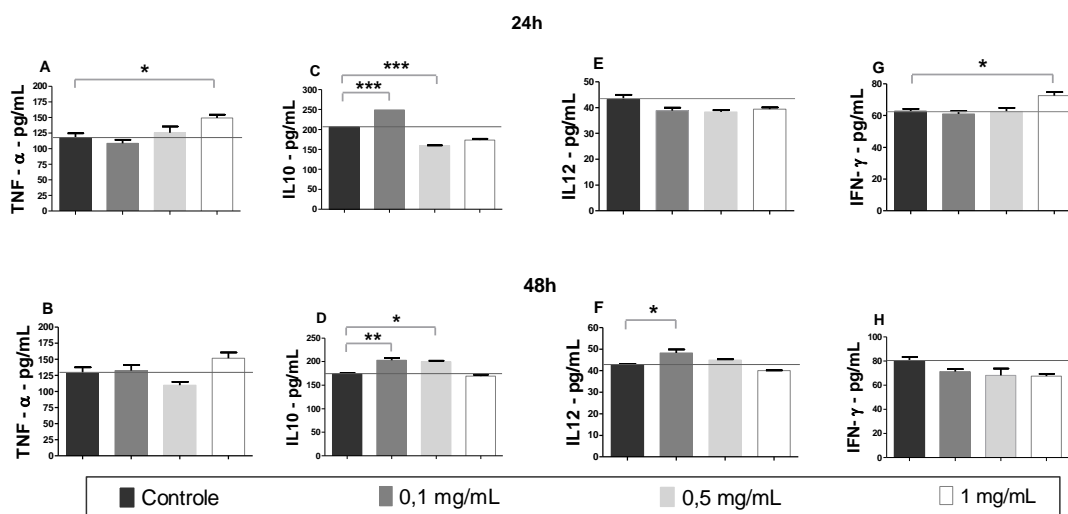 24h
A
*
TNF - α - pg/mL
200
175
150
125
100
75
50
25
0
C
***
***
IL10 - pg/mL
300
250
200
150
100
50
0
E
IL12 - pg/mL
50
40
30
20
10
0
G
*
IFN- γ - pg/mL
80
60
40
20
0
48h
B
TNF - α - pg/mL
200
175
150
125
100
75
50
25
0
D
*
**
IL10 - pg/mL
200
150
100
50
0
F
*
IL12 - pg/mL
50
40
30
20
10
0
H
IFN- γ - pg/mL
100
80
60
40
20
0
Controle
0,1 mg/mL
0,5 mg/mL
1 mg/mL